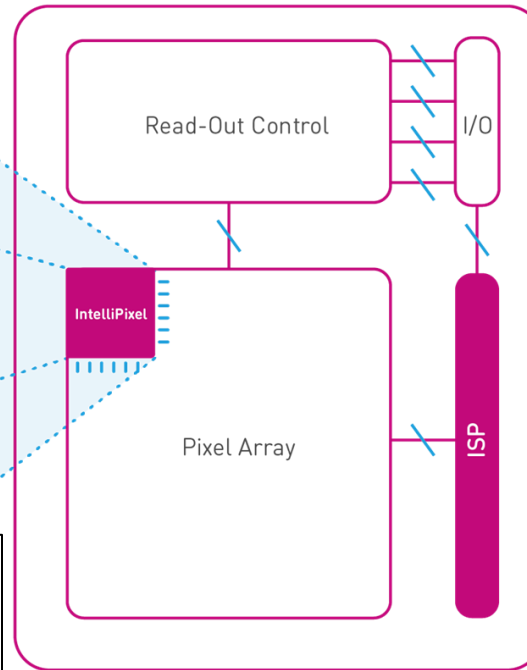 Read-Out Control
I/O
IntelliPixel
Pixel Array
ISP